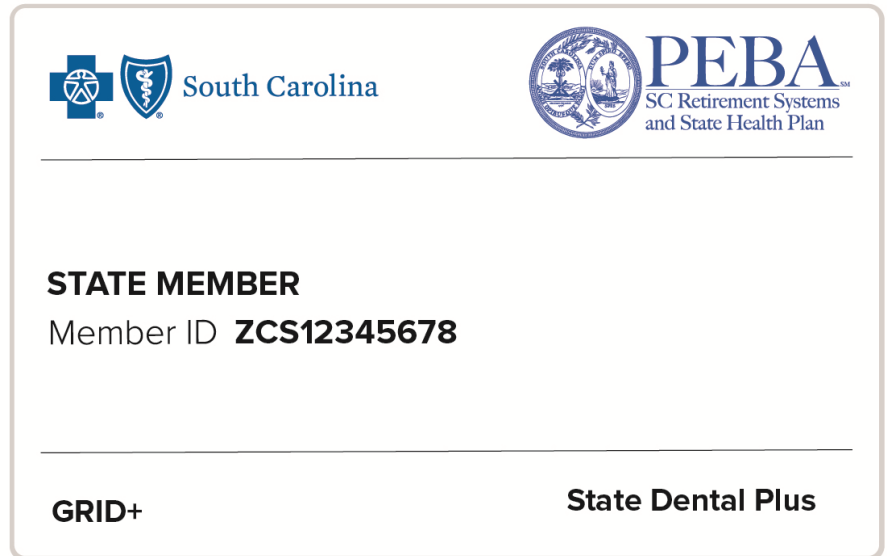 South Carolina
PEBA SM
SC Retirement Systems
and State Health Plan
STATE MEMBER
Member ID ZCS12345678
GRID+
State Dental Plus